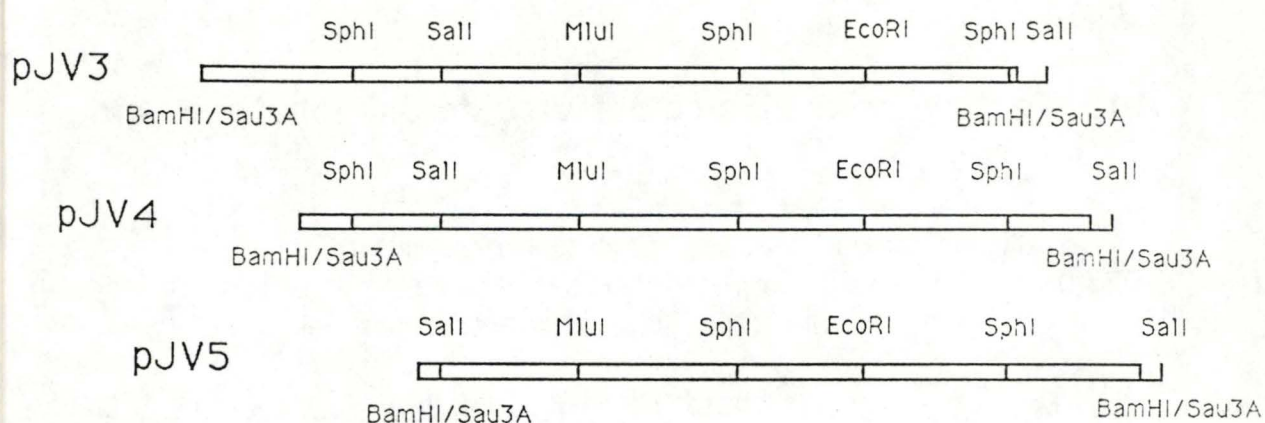 SphI SalI MluI SphI EcoRI SphI SalI
pJV3
BamHI/Sau3A BamHI/Sau3A
SphI SalI MluI SphI EcoRI SphI SalI
pJV4
BamHI/Sau3A BamHI/Sau3A
SalI MluI SphI EcoRI SphI SalI
pJV5
BamHI/Sau3A BamHI/Sau3A